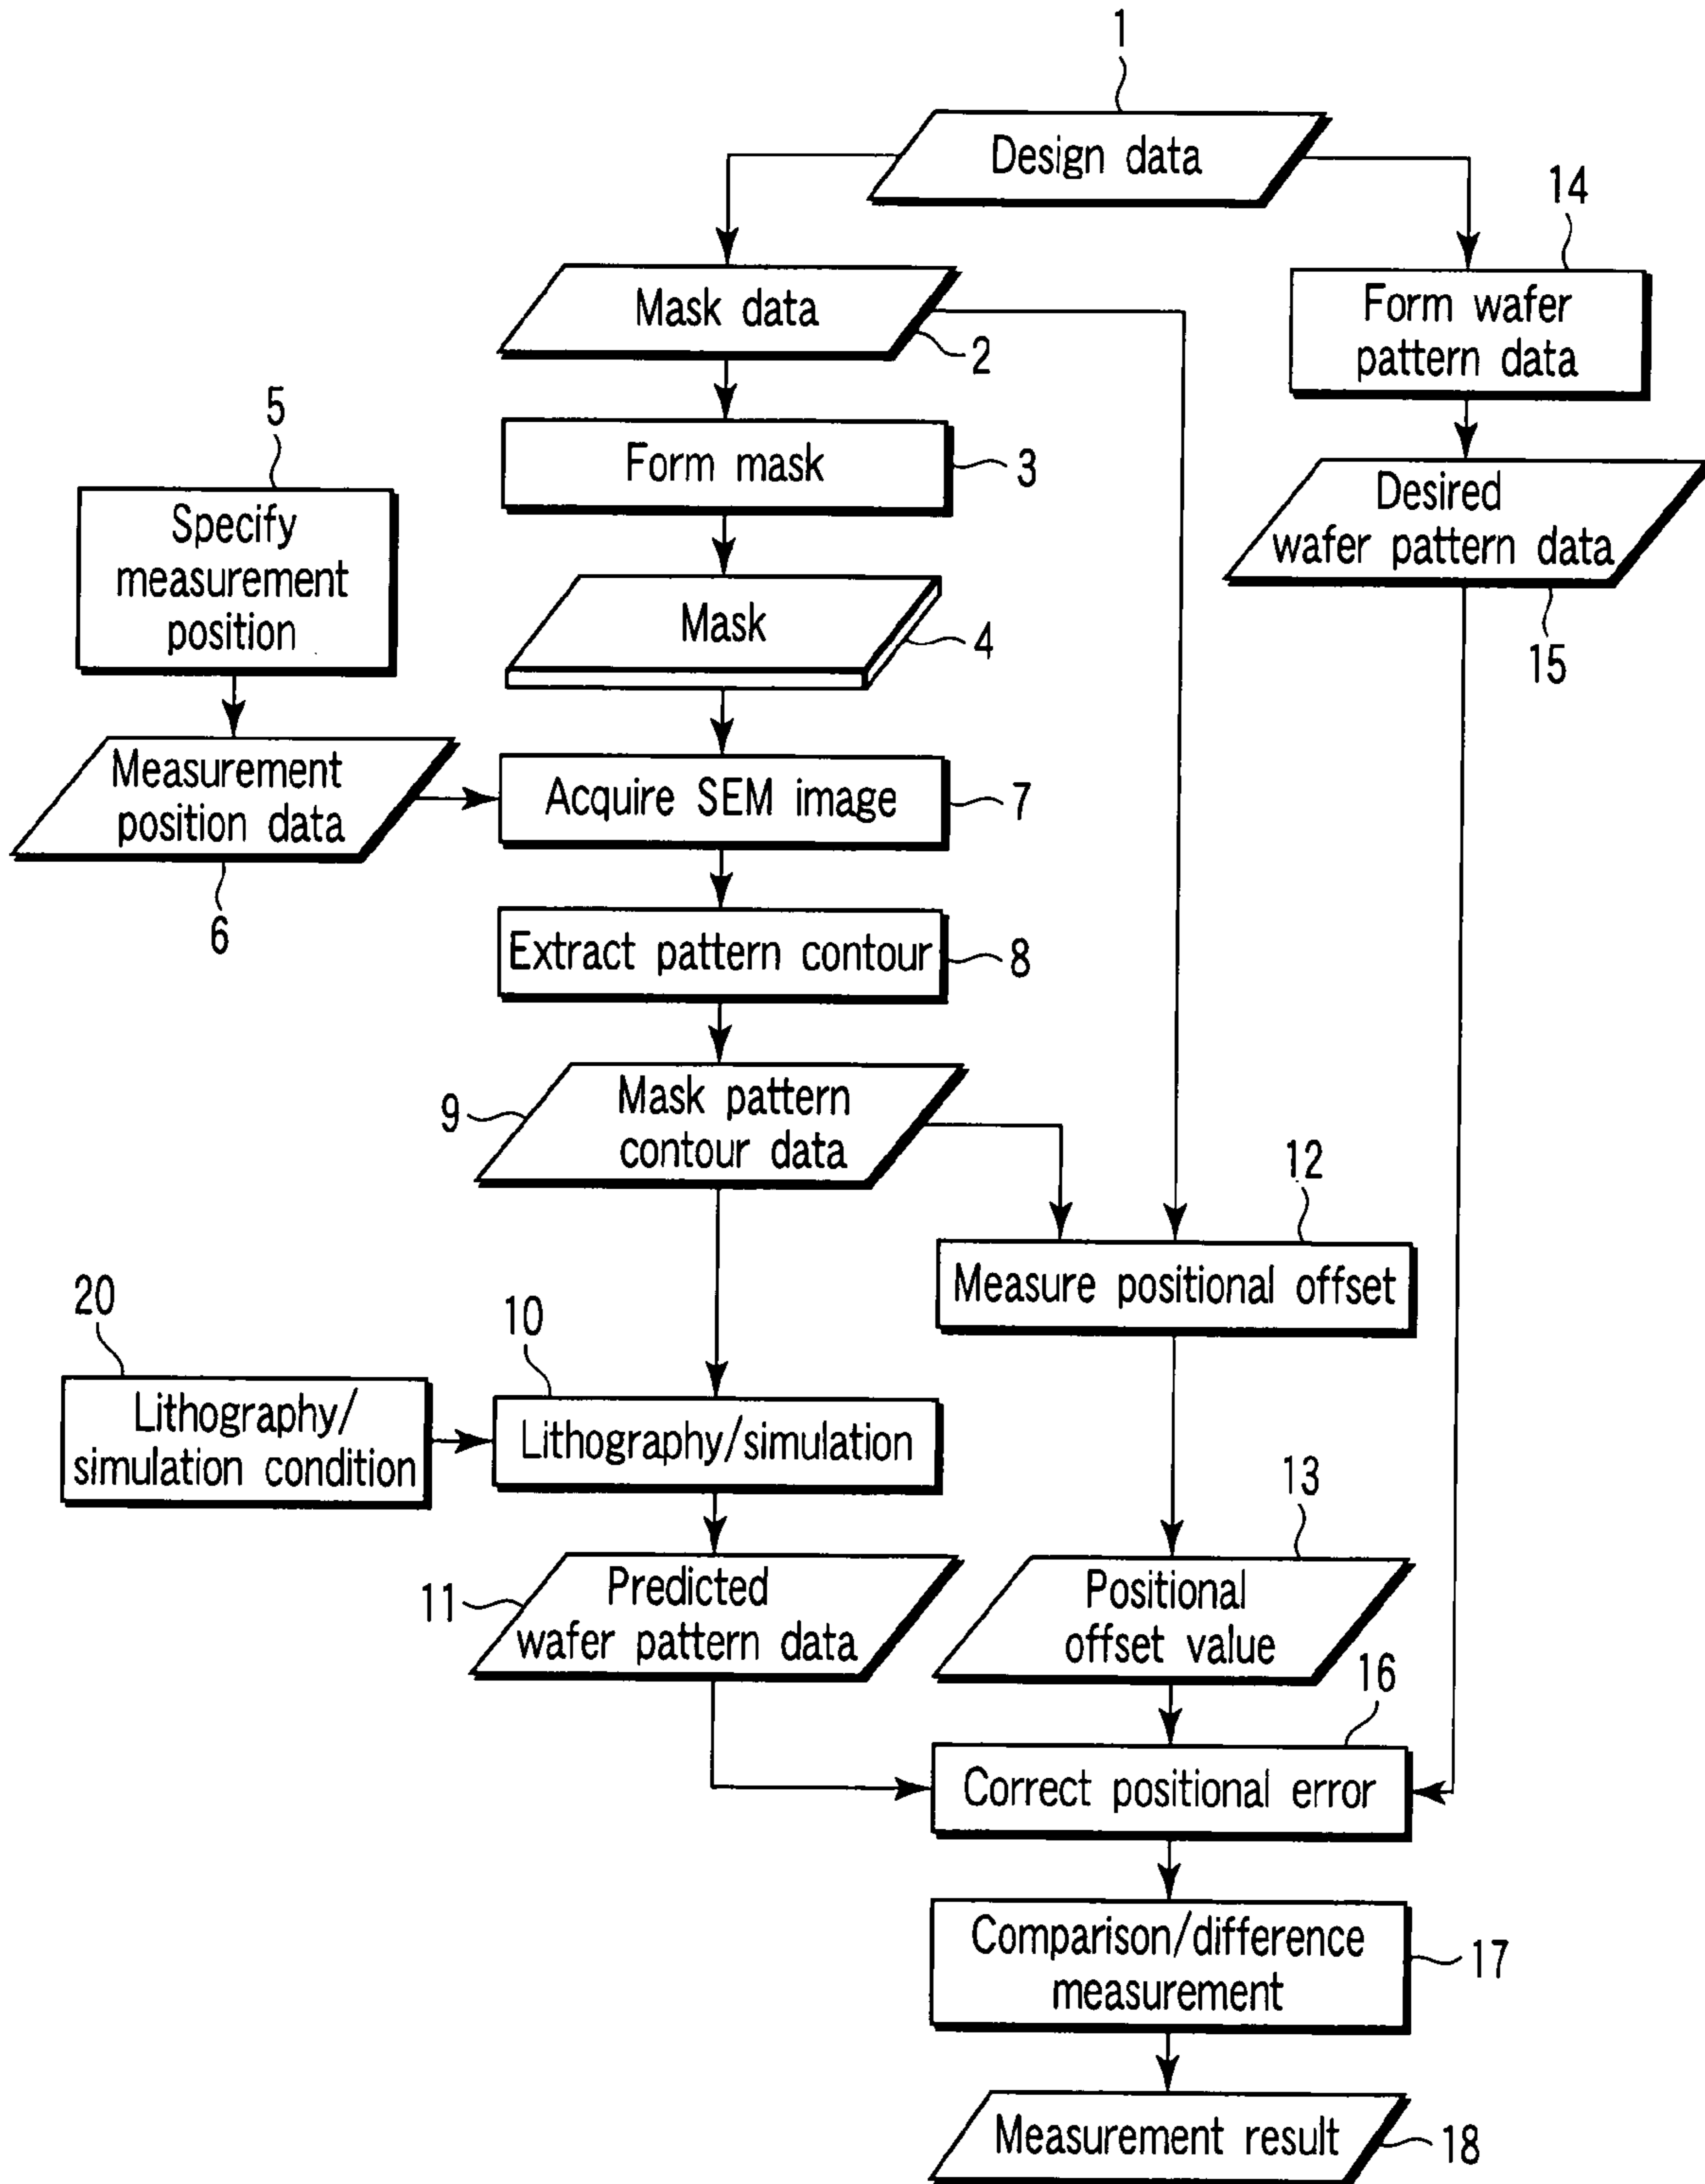 1
Design data
14
Mask data
2
Form wafer
pattern data
5
Form mask
3
Specify
measurement
position
Desired
wafer pattern data
15
Mask
4
Measurement
position data
6
Acquire SEM image
7
Extract pattern contour
8
9
Mask pattern
contour data
12
Measure positional offset
20
10
Lithography/
simulation condition
Lithography/simulation
13
11
Predicted
wafer pattern data
Positional
offset value
16
Correct positional error
Comparison/difference
measurement
17
Measurement result
18